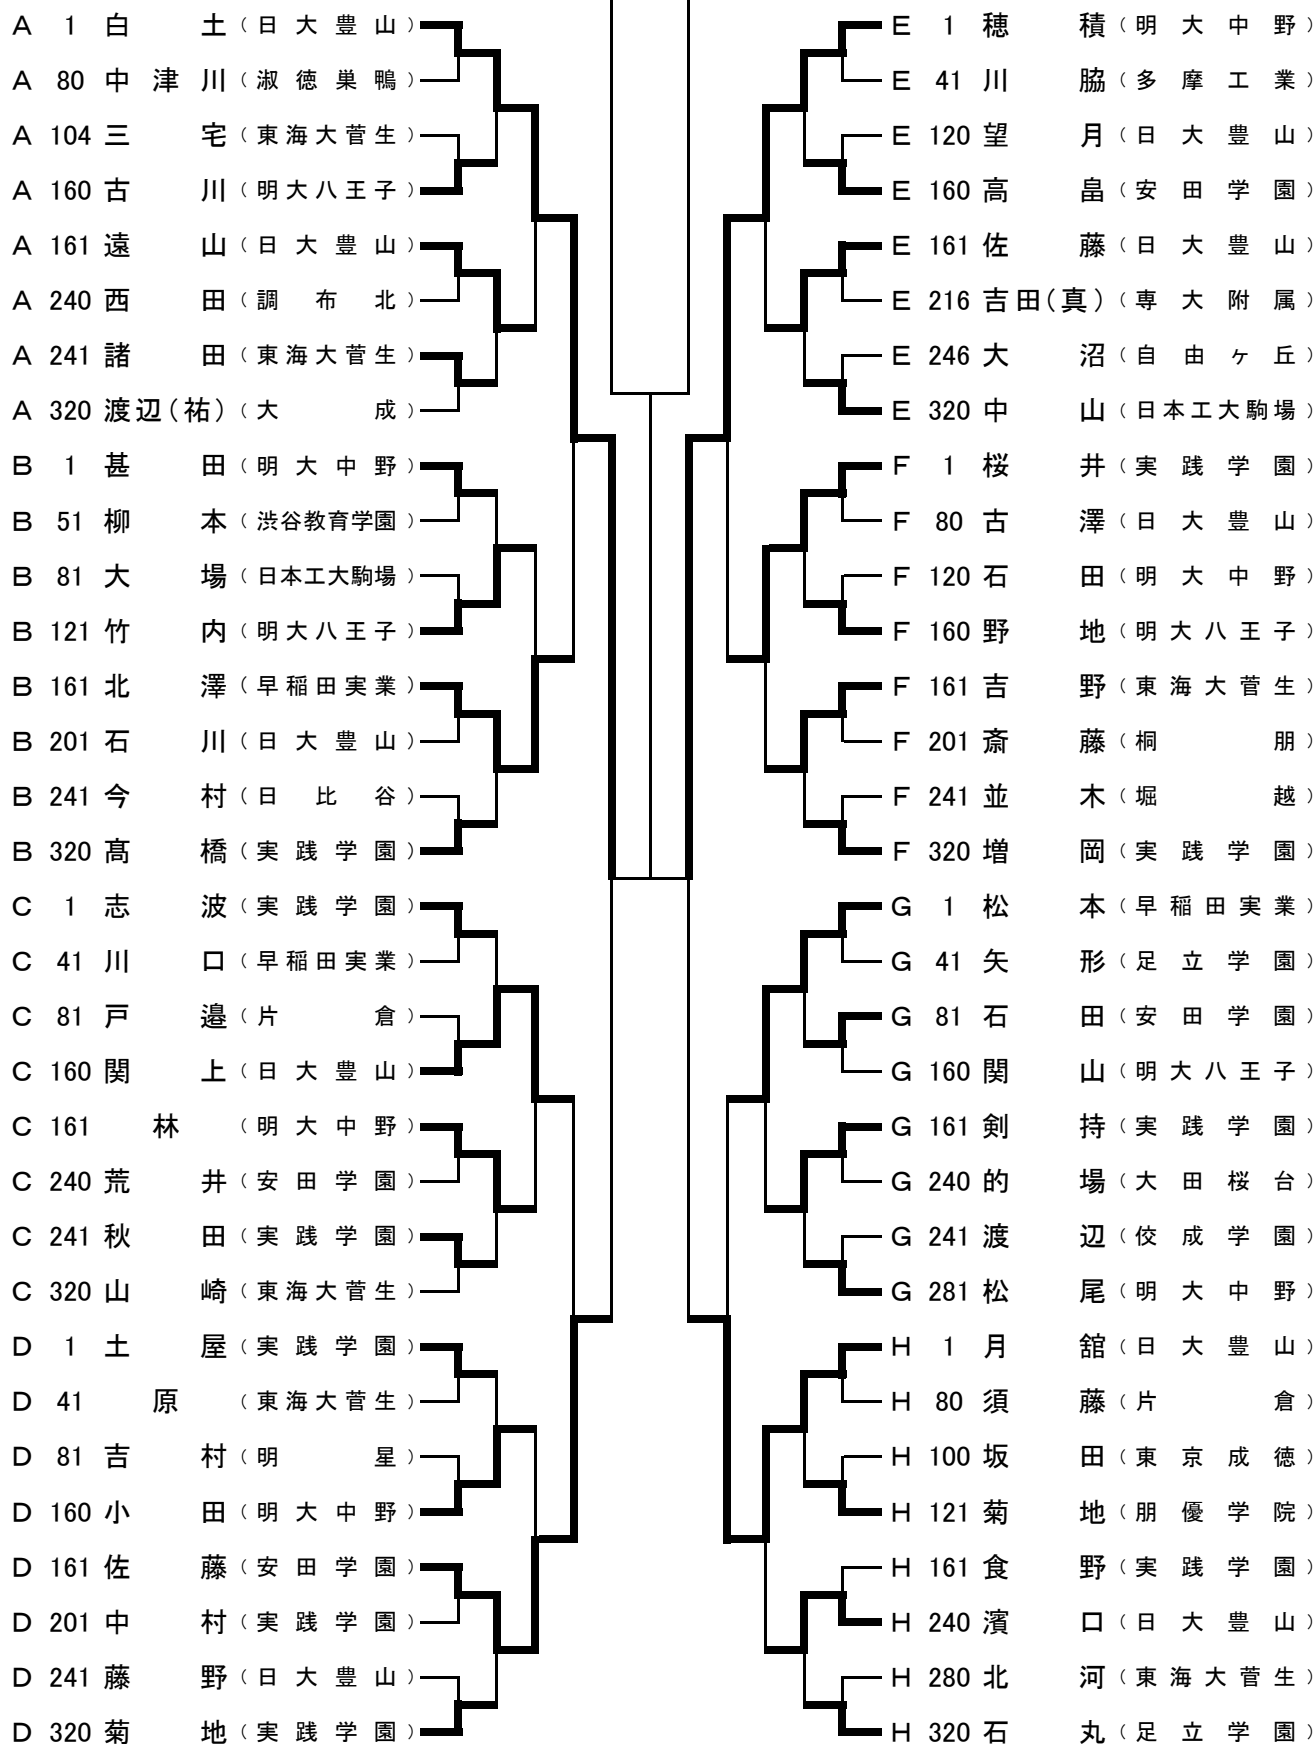 A 1 白土（日大豊山）
A 80 中津川（淑徳巣鴨）
A 104 三宅（東海大菅生）
A 160 古川（明大八王子）
A 161 遠山（日大豊山）
A 240 西田（調布北）
A 241 諸田（東海大菅生）
A 320 渡辺(祐)（大成）
B 1 甚田（明大中野）
B 51 柳本（渋谷教育学園）
B 81 大場（日本工大駒場）
B 121 竹内（明大八王子）
B 161 北澤（早稲田実業）
B 201 石川（日大豊山）
B 241 今村（日比谷）
B 320 髙橋（実践学園）
C 1 志波（実践学園）
C 41 川口（早稲田実業）
C 81 戸邉（片倉）
C 160 関上（日大豊山）
C 161 林（明大中野）
C 240 荒井（安田学園）
C 241 秋田（実践学園）
C 320 山崎（東海大菅生）
D 1 土屋（実践学園）
D 41 原（東海大菅生）
D 81 吉村（明星）
D 160 小田（明大中野）
D 161 佐藤（安田学園）
D 201 中村（実践学園）
D 241 藤野（日大豊山）
D 320 菊地（実践学園）
E 1 穂積（明大中野）
E 41 川脇（多摩工業）
E 120 望月（日大豊山）
E 160 高畠（安田学園）
E 161 佐藤（日大豊山）
E 216 吉田(真)（専大附属）
E 246 大沼（自由ヶ丘）
E 320 中山（日本工大駒場）
F 1 桜井（実践学園）
F 80 古澤（日大豊山）
F 120 石田（明大中野）
F 160 野地（明大八王子）
F 161 吉野（東海大菅生）
F 201 斎藤（桐朋）
F 241 並木（堀越）
F 320 増岡（実践学園）
G 1 松本（早稲田実業）
G 41 矢形（足立学園）
G 81 石田（安田学園）
G 160 関山（明大八王子）
G 161 剣持（実践学園）
G 240 的場（大田桜台）
G 241 渡辺（佼成学園）
G 281 松尾（明大中野）
H 1 月舘（日大豊山）
H 80 須藤（片倉）
H 100 坂田（東京成徳）
H 121 菊地（朋優学院）
H 161 食野（実践学園）
H 240 濱口（日大豊山）
H 280 北河（東海大菅生）
H 320 石丸（足立学園）